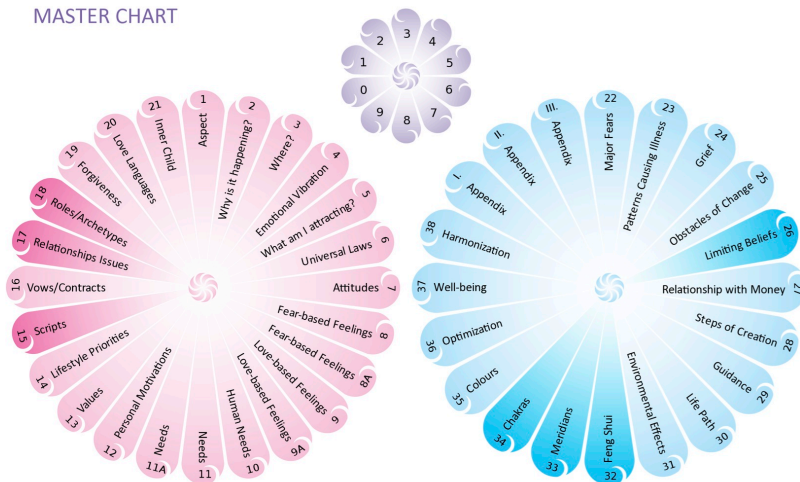 MASTER CHART
0
1
2
3
4
5
6
7
8
9
1 Aspect
2 Why is it happening?
3 Where?
4 Emotional Vibration
5 What am I attracting?
6 Universal Laws
7 Attitudes
8 Fear-based Feelings
8A Fear-based Feelings
9 Love-based Feelings
9A Love-based Feelings
10 Human Needs
11 Needs
11A Needs
12 Personal Motivations
13 Values
14 Lifestyle Priorities
15 Scripts
16 Vows/Contracts
17 Relationships Issues
18 Roles/Archetypes
19 Forgiveness
20 Love Languages
21 Inner Child
22 Major Fears
23 Patterns Causing Illness
24 Grief
25 Obstacles of Change
26 Limiting Beliefs
27 Relationship with Money
28 Steps of Creation
29 Guidance
30 Life Path
31 Environmental Effects
32 Feng Shui
33 Meridians
34 Chakras
35 Colours
36 Optimization
37 Well-being
38 Harmonization
I. Appendix
II. Appendix
III. Appendix